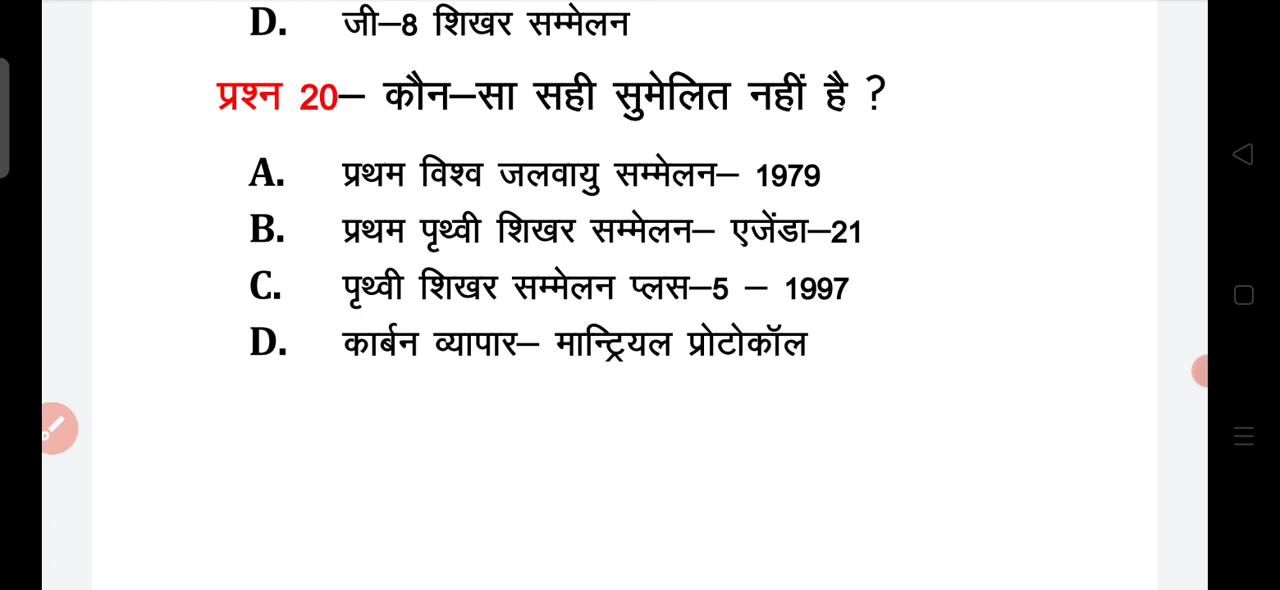 D. जी–8 शिखर सम्मेलन
प्रश्न 20– कौन–सा सही सुमेलित नहीं है ?
A. प्रथम विश्व जलवायु सम्मेलन– 1979
B. प्रथम पृथ्वी शिखर सम्मेलन– एजेंडा–21
C. पृथ्वी शिखर सम्मेलन प्लस–5 – 1997
D. कार्बन व्यापार– मान्ट्रियल प्रोटोकॉल